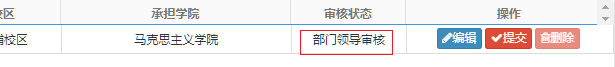 校区 承担学院 审核状态 操作
浦校区 马克思主义学院 部门领导审核 编辑 提交 删除